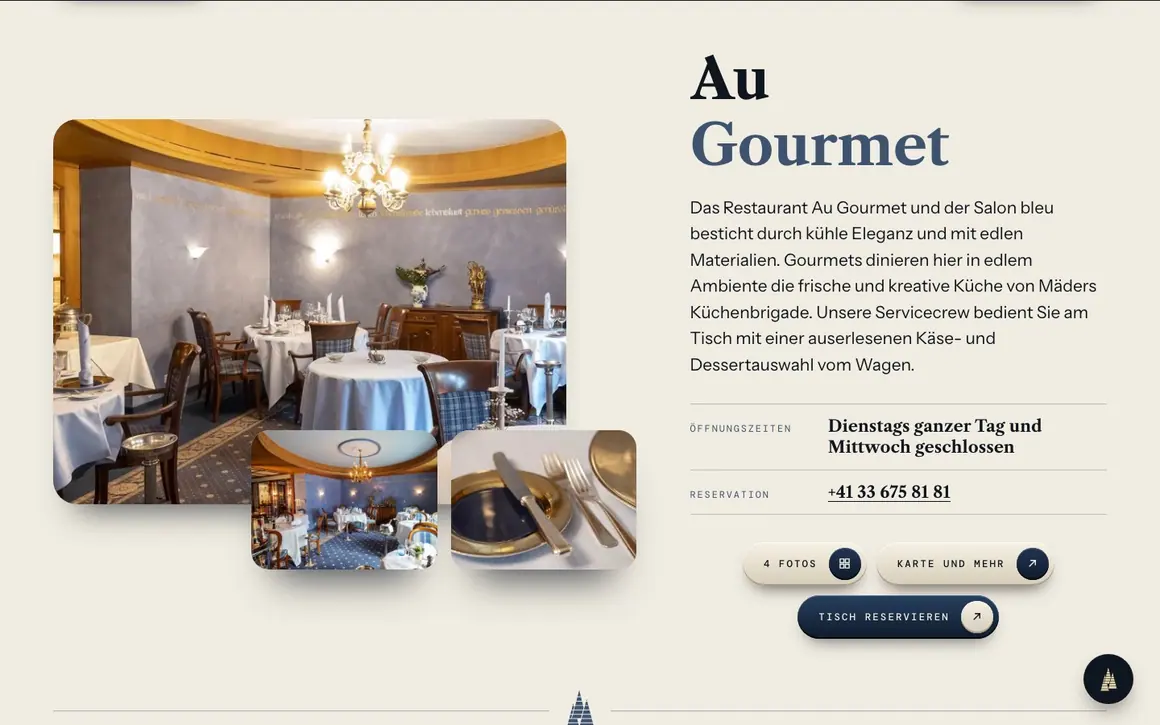 Au
Gourmet
Das Restaurant Au Gourmet und der Salon bleu
besticht durch kühle Eleganz und mit edlen
Materialien. Gourmets dinieren hier in edlem
Ambiente die frische und kreative Küche von Mäders
Küchenbrigade. Unsere Servicecrew bedient Sie am
Tisch mit einer auserlesenen Käse- und
Dessertauswahl vom Wagen.
ÖFFNUNGSZEITEN
Dienstags ganzer Tag und
Mittwoch geschlossen
RESERVATION
+41 33 675 81 81
4 FOTOS
KARTE UND MEHR
TISCH RESERVIEREN
lebenslust